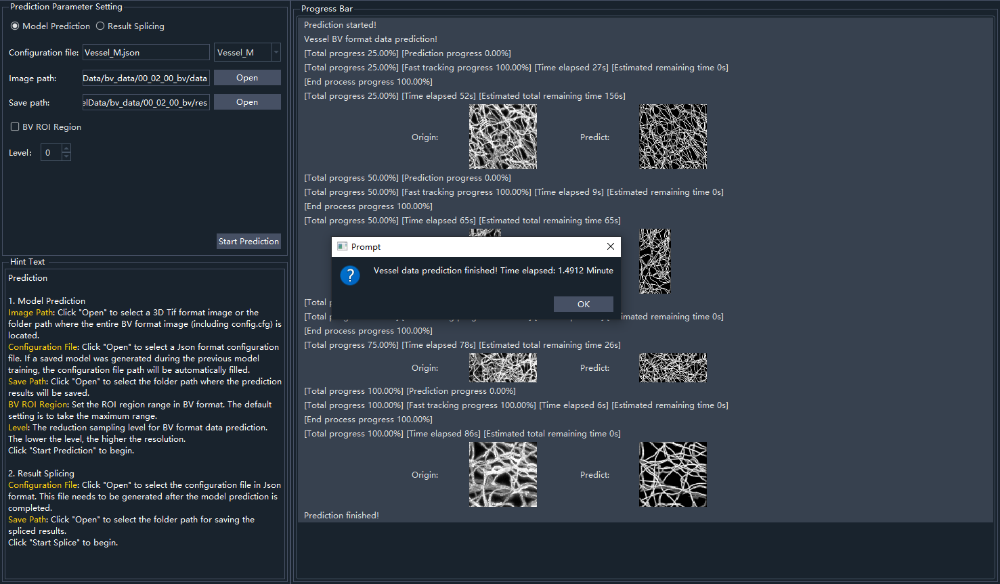 Prediction Parameter Setting
Model Prediction
Result Splicing
Configuration file:
Vessel_M.json
Vessel_M
Image path:
Data/bv_data/00_02_00_bv/data
Open
Save path:
elData/bv_data/00_02_00_bv/res
Open
BV ROI Region
Level:
0
Start Prediction
Hint Text
Prediction
1. Model Prediction
Image Path: Click "Open" to select a 3D Tif format image or the
folder path where the entire BV format image (including config.cfg) is
located.
Configuration File: Click "Open" to select a Json format configuration
file. If a saved model was generated during the previous model
training, the configuration file path will be automatically filled.
Save Path: Click "Open" to select the folder path where the prediction
results will be saved.
BV ROI Region: Set the ROI region range in BV format. The default
setting is to take the maximum range.
Level: The reduction sampling level for BV format data prediction.
The lower the level, the higher the resolution.
Click "Start Prediction" to begin.
2. Result Splicing
Configuration File: Click "Open" to select the configuration file in Json
format. This file needs to be generated after the model prediction is
completed.
Save Path: Click "Open" to select the folder path for saving the
spliced results.
Click "Start Splice" to begin.
Progress Bar
Prediction started!
Vessel BV format data prediction!
[Total progress 25.00%] [Prediction progress 0.00%]
[Total progress 25.00%] [Fast tracking progress 100.00%] [Time elapsed 27s] [Estimated remaining time 0s]
[End process progress 100.00%]
[Total progress 25.00%] [Time elapsed 52s] [Estimated total remaining time 156s]
Origin:
Predict:
[Total progress 50.00%] [Prediction progress 0.00%]
[Total progress 50.00%] [Fast tracking progress 100.00%] [Time elapsed 9s] [Estimated remaining time 0s]
[End process progress 100.00%]
[Total progress 50.00%] [Time elapsed 65s] [Estimated total remaining time 65s]
Prompt
Vessel data prediction finished! Time elapsed: 1.4912 Minute
OK
[Total
[Total
remaining time 0s]
[End process progress 100.00%]
[Total progress 75.00%] [Time elapsed 78s] [Estimated total remaining time 26s]
Origin:
Predict:
[Total progress 100.00%] [Prediction progress 0.00%]
[Total progress 100.00%] [Fast tracking progress 100.00%] [Time elapsed 6s] [Estimated remaining time 0s]
[End process progress 100.00%]
[Total progress 100.00%] [Time elapsed 86s] [Estimated total remaining time 0s]
Origin:
Predict:
Prediction finished!